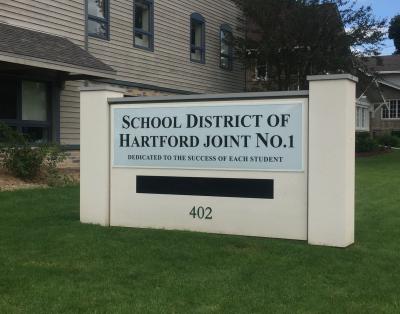 SCHOOL DISTRICT OF
HARTFORD JOINT NO.1
DEDICATED TO THE SUCCESS OF EACH STUDENT
402